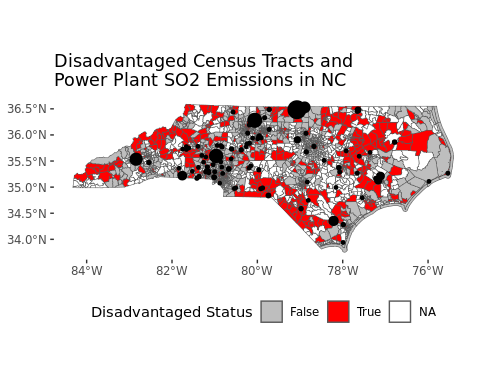 Disadvantaged Census Tracts and
Power Plant SO2 Emissions in NC
36.5°N
36.0°N
35.5°N
35.0°N
34.5°N
34.0°N
84°W 82°W 80°W 78°W 76°W
Disadvantaged Status False True NA